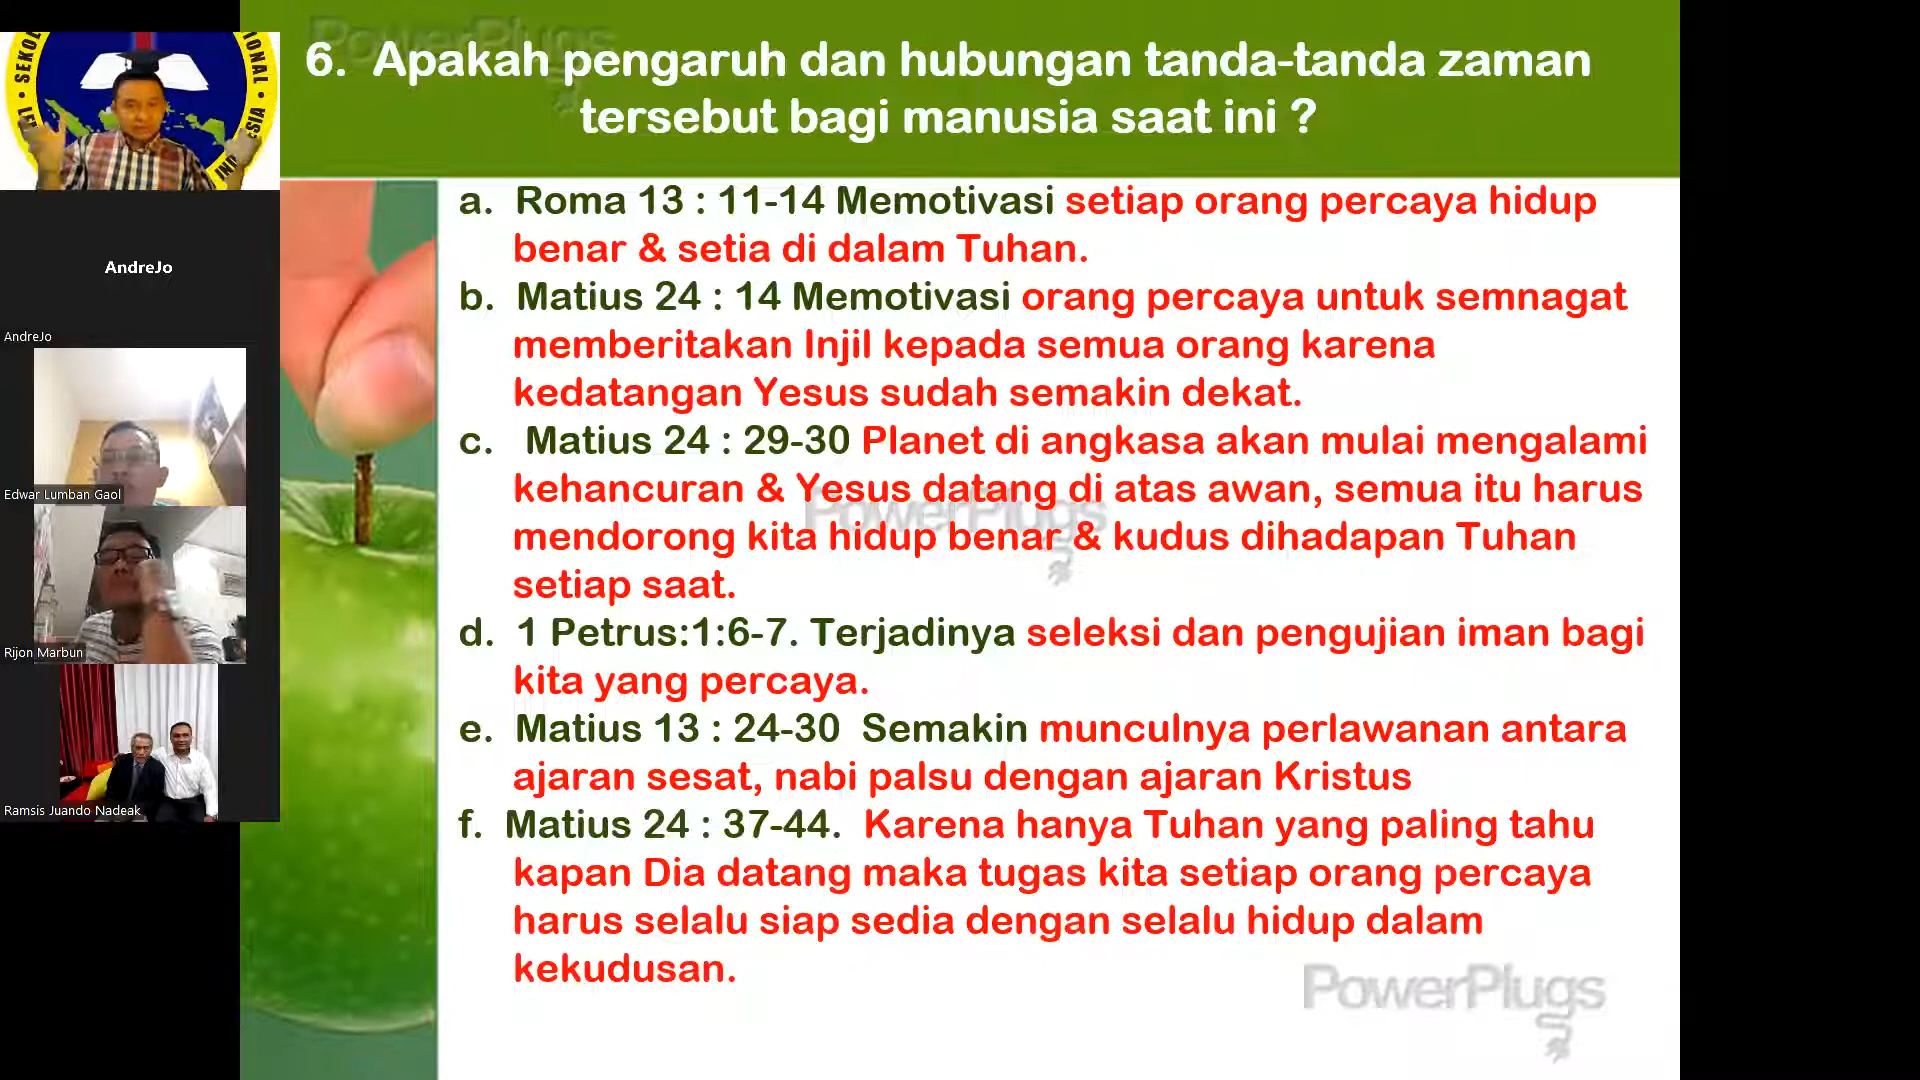 6. Apakah pengaruh dan hubungan tanda-tanda zaman
tersebut bagi manusia saat ini ?
a. Roma 13 : 11-14 Memotivasi setiap orang percaya hidup
benar & setia di dalam Tuhan.
b. Matius 24 : 14 Memotivasi orang percaya untuk semnagat
memberitakan Injil kepada semua orang karena
kedatangan Yesus sudah semakin dekat.
c. Matius 24 : 29-30 Planet di angkasa akan mulai mengalami
kehancuran & Yesus datang di atas awan, semua itu harus
mendorong kita hidup benar & kudus dihadapan Tuhan
setiap saat.
d. 1 Petrus:1:6-7. Terjadinya seleksi dan pengujian iman bagi
kita yang percaya.
e. Matius 13 : 24-30 Semakin munculnya perlawanan antara
ajaran sesat, nabi palsu dengan ajaran Kristus
f. Matius 24 : 37-44. Karena hanya Tuhan yang paling tahu
kapan Dia datang maka tugas kita setiap orang percaya
harus selalu siap sedia dengan selalu hidup dalam
kekudusan.
PowerPlugs
PowerPlugs
PowerPlugs
AndreJo
AndreJo
Edwar Lumban Gaol
Rijon Marbun
Ramsis Juando Nadeak